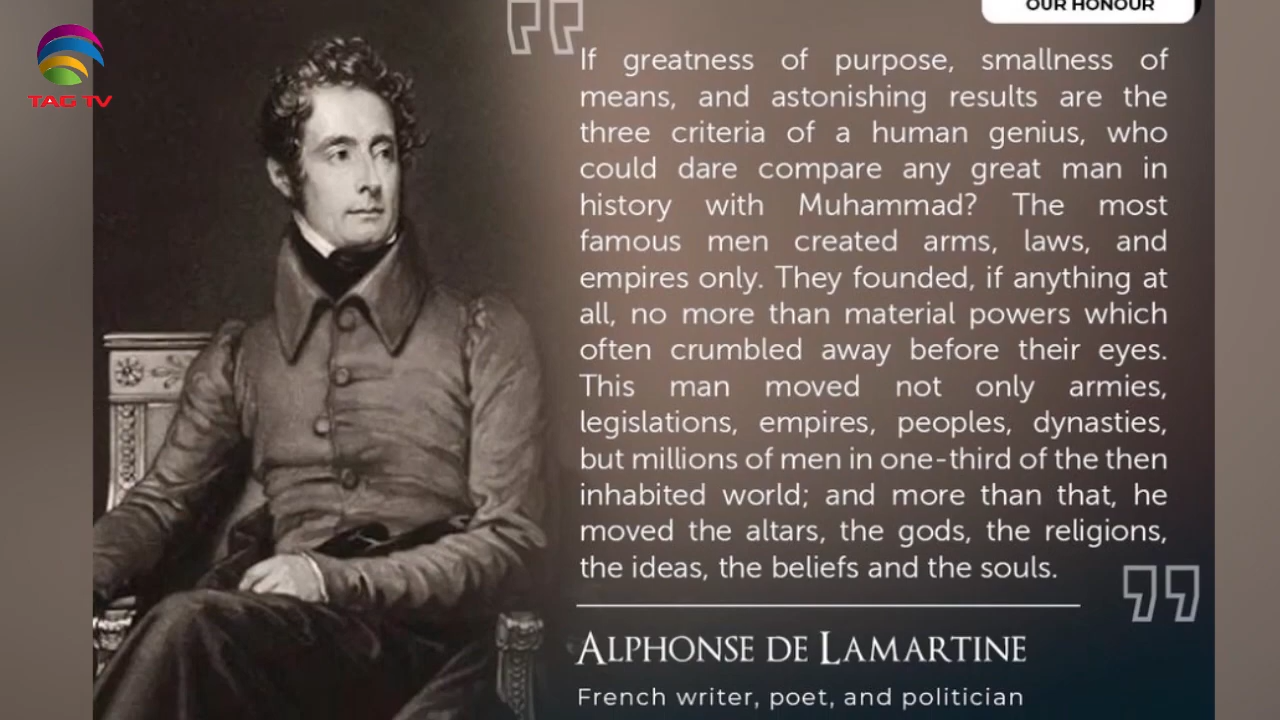 OUR HONOUR
TAG TV
If greatness of purpose, smallness of
means, and astonishing results are the
three criteria of a human genius, who
could dare compare any great man in
history with Muhammad? The most
famous men created arms, laws, and
empires only. They founded, if anything at
all, no more than material powers which
often crumbled away before their eyes.
This man moved not only armies,
legislations, empires, peoples, dynasties,
but millions of men in one-third of the then
inhabited world; and more than that, he
moved the altars, the gods, the religions,
the ideas, the beliefs and the souls.
ALPHONSE DE LAMARTINE
French writer, poet, and politician